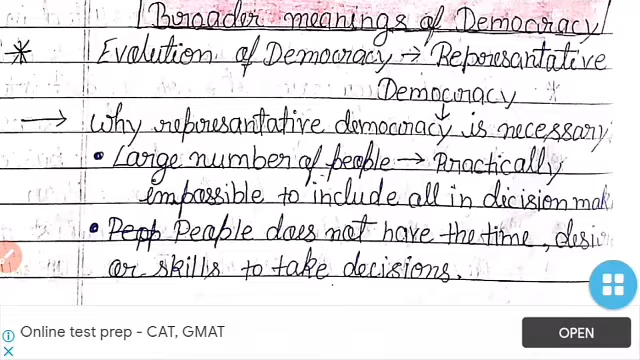 Broader meanings of Democracy
* Evolution of Democracy → Represantative
Democracy *
→ Why represantative democracy is necessary
• Large number of people → Practically
impossible to include all in decision mak
• Pepp People does not have the time, desi
or skills to take decisions.
Online test prep - CAT, GMAT
OPEN